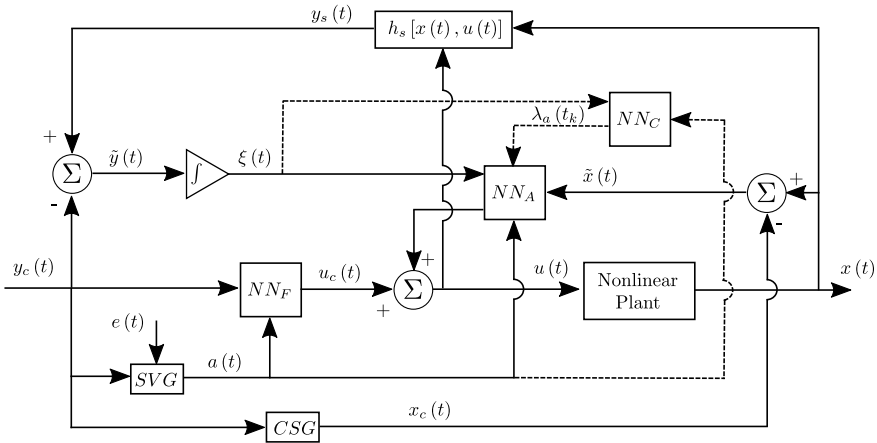 y_s (t)
h_s [x (t) , u (t)]
+
ỹ (t)
∫
ξ (t)
λ_a (t_k)
NN_C
Σ
NN_A
x̃ (t)
Σ
+
-
-
y_c (t)
NN_F
u_c (t)
+
Σ
+
u (t)
Nonlinear
Plant
x (t)
e (t)
SVG
a (t)
CSG
x_c (t)